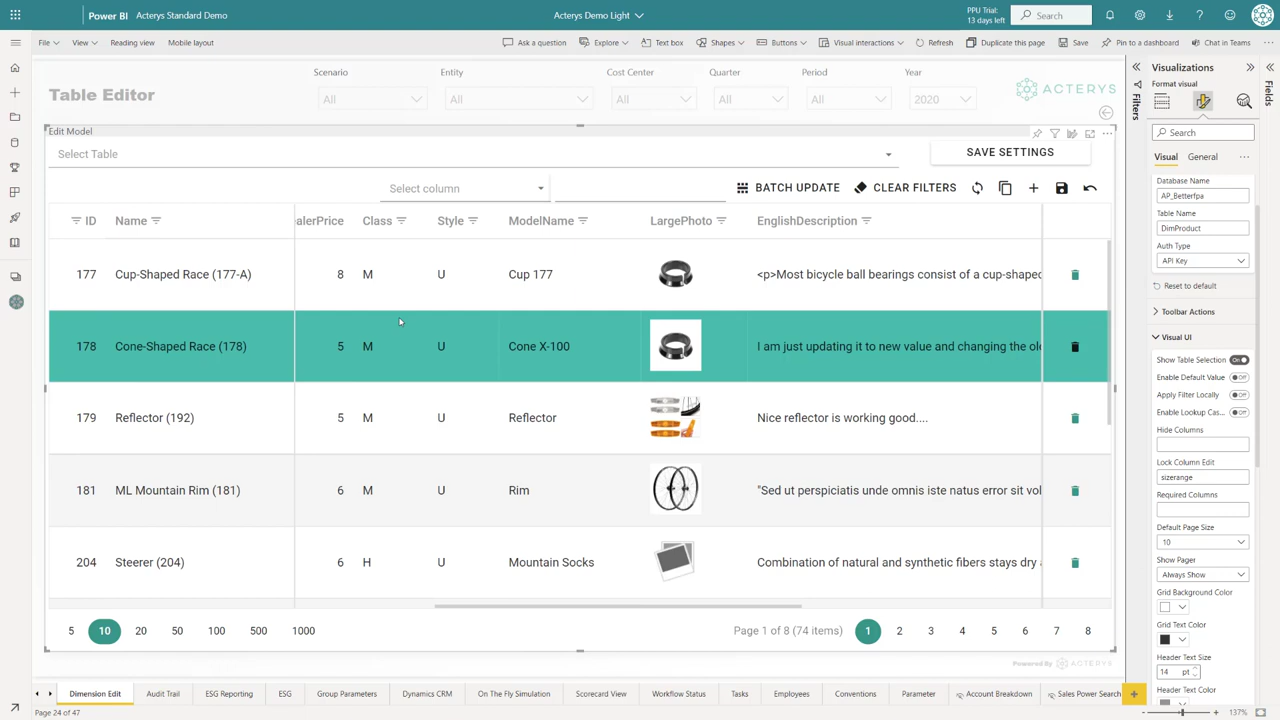 Power BI Acterys Standard Demo
Acterys Demo Light
PPU Trial:
13 days left
Search
File View Reading view Mobile layout
Ask a question Explore Text box Shapes Buttons Visual interactions Refresh Duplicate this page Save Pin to a dashboard Chat in Teams
Table Editor
Scenario Entity Cost Center Quarter Period Year
All All All All 2020
ACTERYS
Edit Model
Select Table
SAVE SETTINGS
Select column
BATCH UPDATE CLEAR FILTERS
ID Name ealerPrice Class Style ModelName LargePhoto EnglishDescription
177 Cup-Shaped Race (177-A) 8 M U Cup 177 <p>Most bicycle ball bearings consist of a cup-shaped
178 Cone-Shaped Race (178) 5 M U Cone X-100 I am just updating it to new value and changing the ol
179 Reflector (192) 5 M U Reflector Nice reflector is working good....
181 ML Mountain Rim (181) 6 M U Rim "Sed ut perspiciatis unde omnis iste natus error sit vol
204 Steerer (204) 6 H U Mountain Socks Combination of natural and synthetic fibers stays dry
5 10 20 50 100 500 1000
Page 1 of 8 (74 items) 1 2 3 4 5 6 7 8
Powered By ACTERYS
Filters
Visualizations
Format visual
Search
Visual General
Database Name
AP_Betterfpa
Table Name
DimProduct
Auth Type
API Key
Reset to default
Toolbar Actions
Visual UI
Show Table Selection On
Enable Default Value Off
Apply Filter Locally Off
Enable Lookup Cas... Off
Hide Columns
Lock Column Edit
sizerange
Required Columns
Default Page Size
10
Show Pager
Always Show
Grid Background Color
Grid Text Color
Header Text Size
14 pt
Header Text Color
Fields
Dimension Edit Audit Trail ESG Reporting ESG Group Parameters Dynamics CRM On The Fly Simulation Scorecard View Workflow Status Tasks Employees Conventions Parameter Account Breakdown Sales Power Search
Page 24 of 47
137%